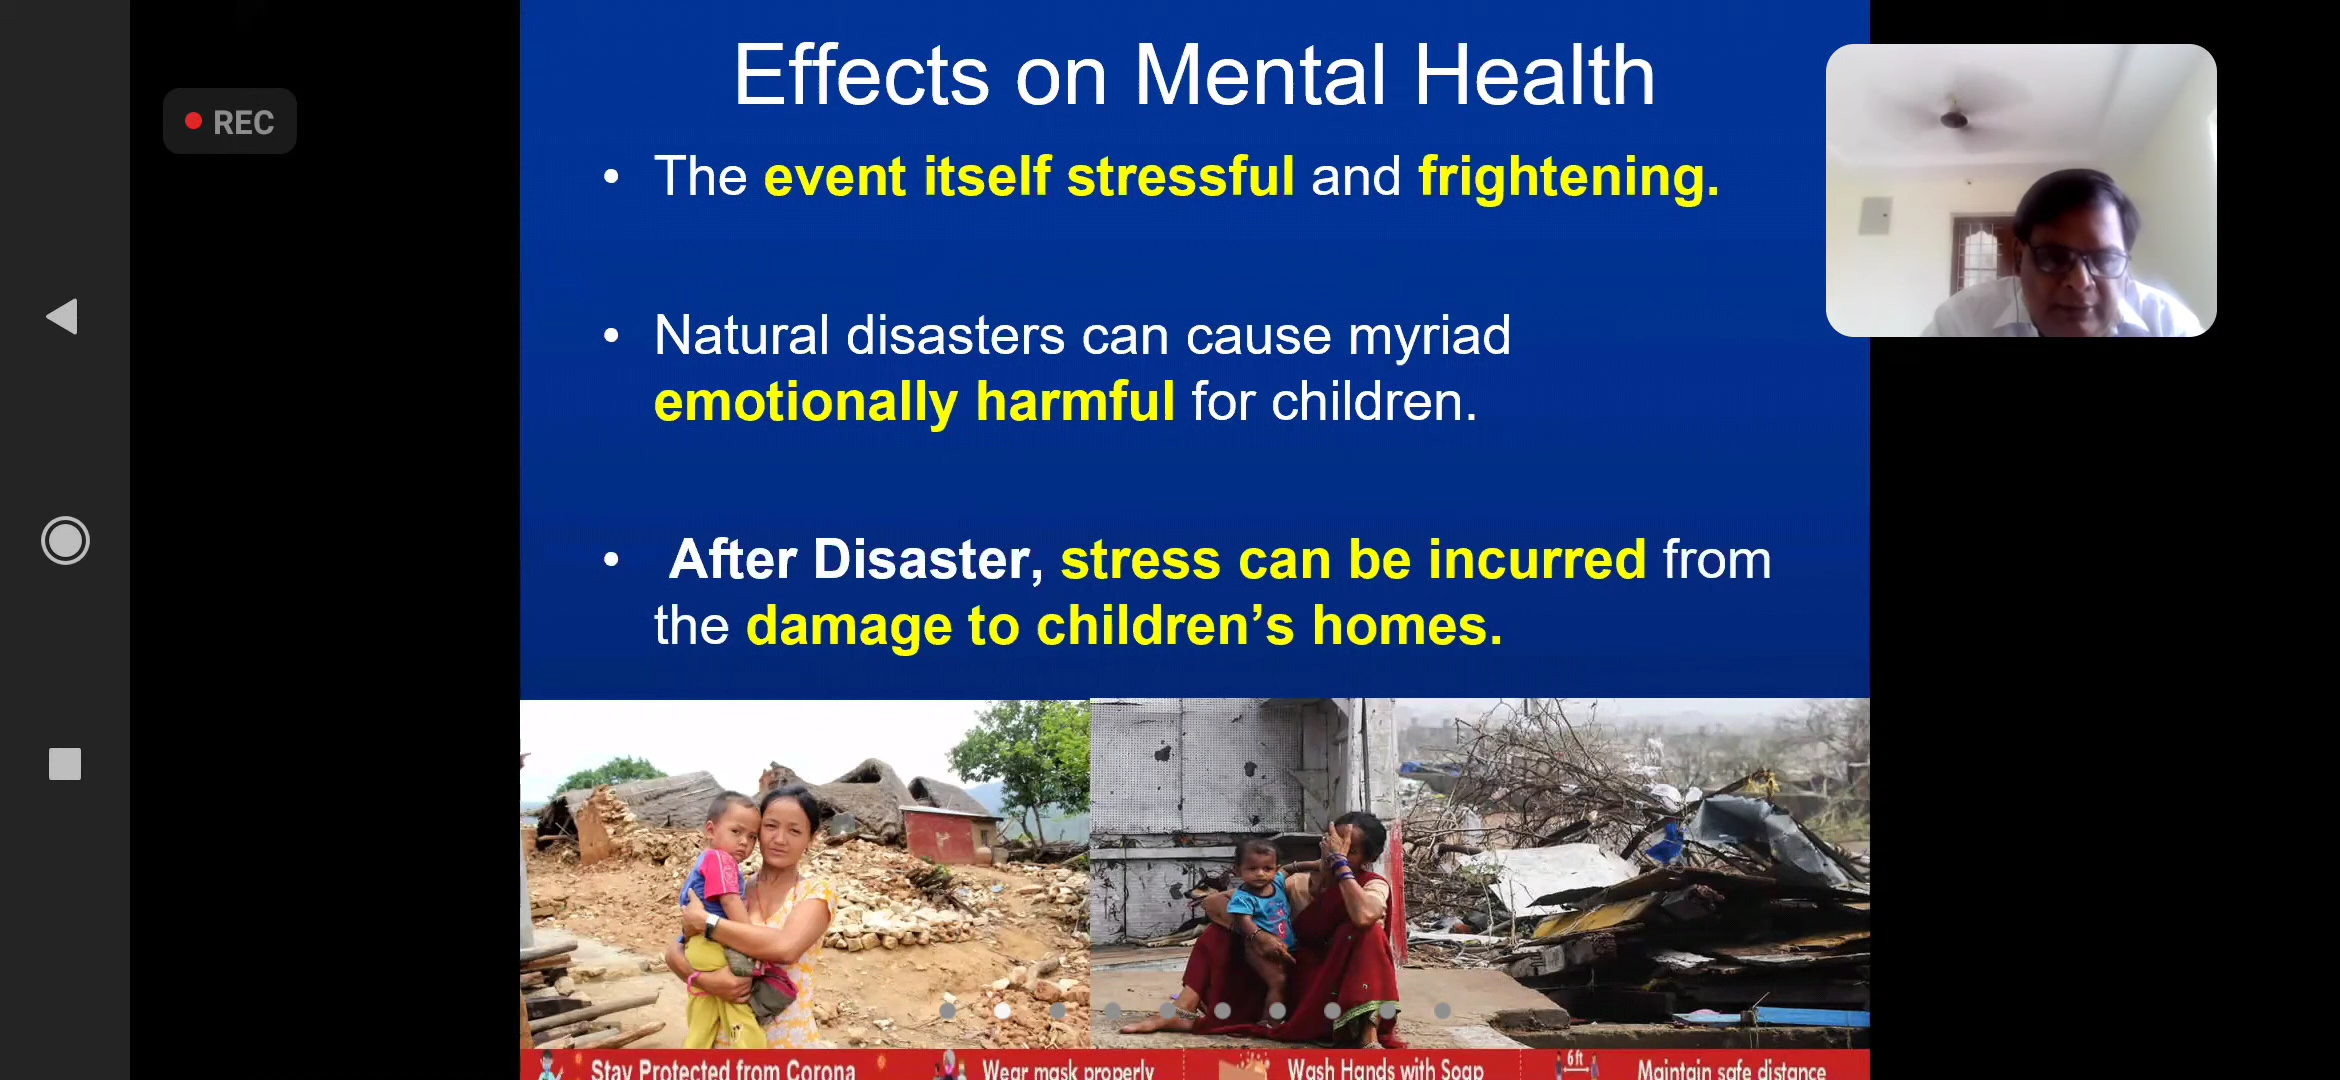 REC
Effects on Mental Health
• The event itself stressful and frightening.
• Natural disasters can cause myriad
emotionally harmful for children.
• After Disaster, stress can be incurred from
the damage to children’s homes.
Stay Protected from Corona
Wear mask properly
Wash Hands with Soap
6 ft
Maintain safe distance